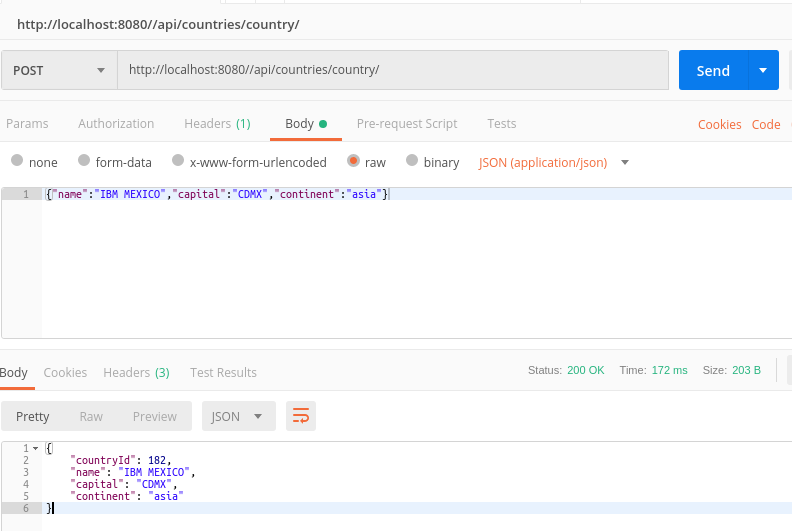 http://localhost:8080//api/countries/country/
POST http://localhost:8080//api/countries/country/ Send
Params Authorization Headers (1) Body Pre-request Script Tests Cookies Code
none form-data x-www-form-urlencoded raw binary JSON (application/json)
1 {"name":"IBM MEXICO","capital":"CDMX","continent":"asia"}
Body Cookies Headers (3) Test Results Status: 200 OK Time: 172 ms Size: 203 B
Pretty Raw Preview JSON
1 {
2 "countryId": 182,
3 "name": "IBM MEXICO",
4 "capital": "CDMX",
5 "continent": "asia"
6 }